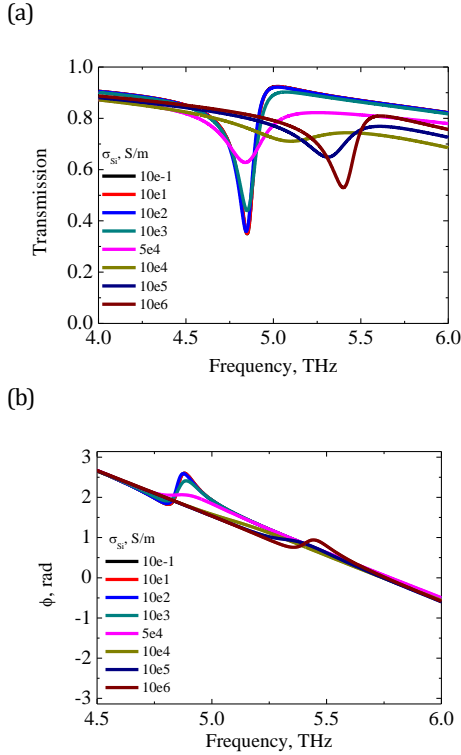 (a)
1.0
0.8
0.6
0.4
0.2
0.0
Transmission
σSi, S/m
10e-1
10e1
10e2
10e3
5e4
10e4
10e5
10e6
4.0 4.5 5.0 5.5 6.0
Frequency, THz
(b)
3
2
1
0
-1
-2
-3
ϕ, rad
σSi, S/m
10e-1
10e1
10e2
10e3
5e4
10e4
10e5
10e6
4.5 5.0 5.5 6.0
Frequency, THz